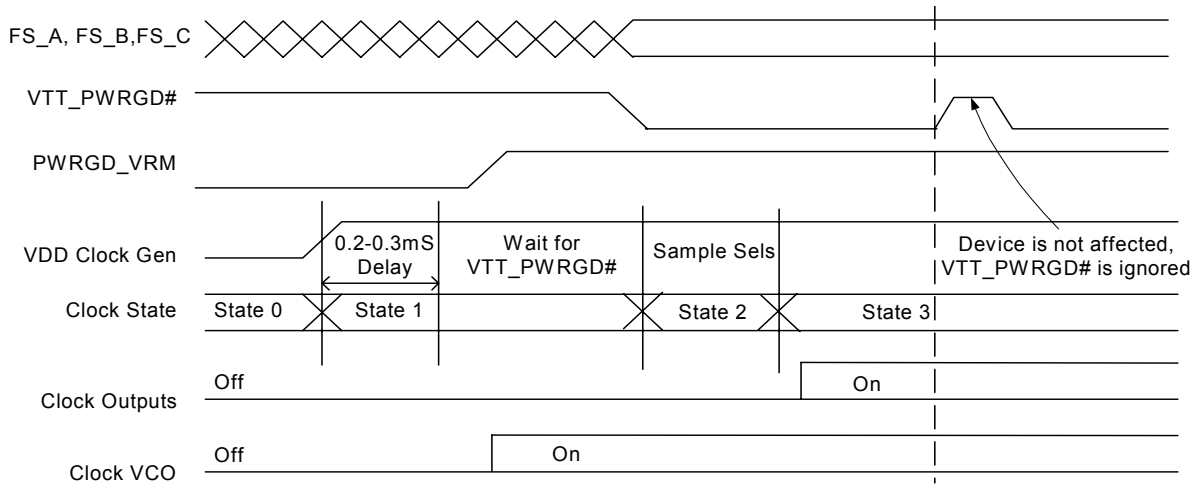 FS_A, FS_B,FS_C
VTT_PWRGD#
PWRGD_VRM
VDD Clock Gen
0.2-0.3mS
Delay
Wait for
VTT_PWRGD#
Sample Sels
Device is not affected,
VTT_PWRGD# is ignored
Clock State
State 0
State 1
State 2
State 3
Clock Outputs
Off
On
Clock VCO
Off
On